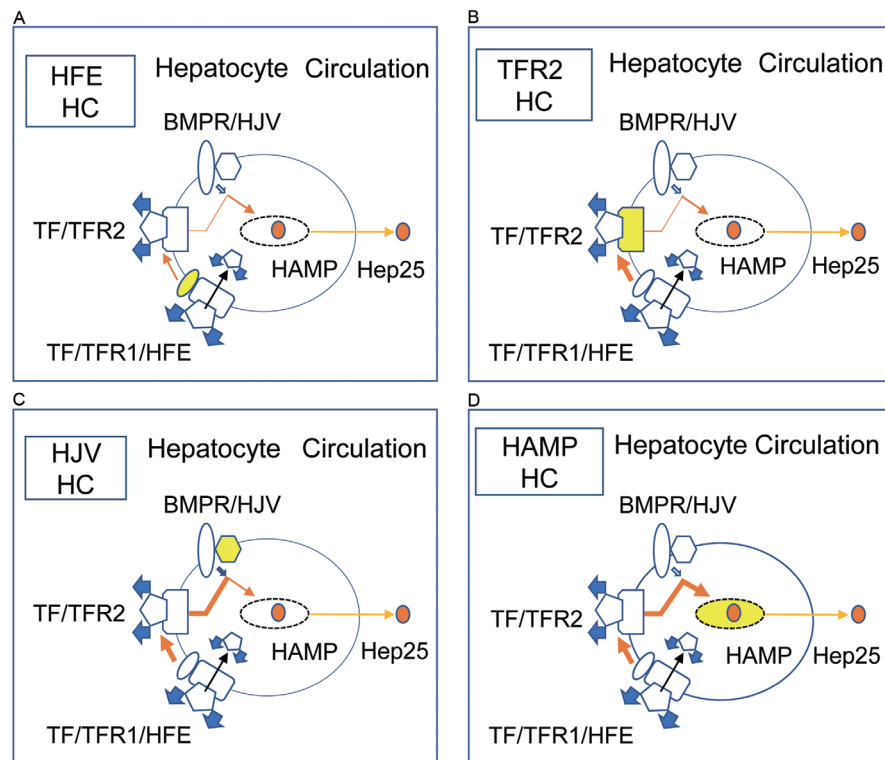 A
HFE
HC
Hepatocyte Circulation
BMPR/HJV
TF/TFR2
HAMP
Hep25
TF/TFR1/HFE
B
TFR2
HC
Hepatocyte Circulation
BMPR/HJV
TF/TFR2
HAMP
Hep25
TF/TFR1/HFE
C
HJV
HC
Hepatocyte Circulation
BMPR/HJV
TF/TFR2
HAMP
Hep25
TF/TFR1/HFE
D
HAMP
HC
Hepatocyte Circulation
BMPR/HJV
TF/TFR2
HAMP
Hep25
TF/TFR1/HFE